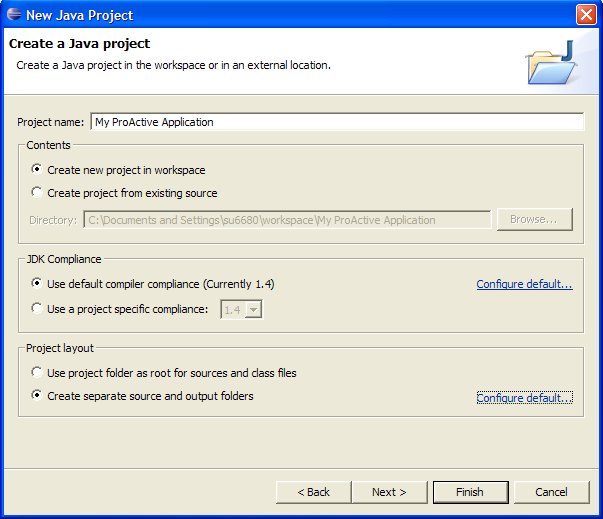 New Java Project
Create a Java project
Create a Java project in the workspace or in an external location.
Project name: My ProActive Application
Contents
Create new project in workspace
Create project from existing source
Directory: C:\Documents and Settings\su6680\workspace\My ProActive Application Browse...
JDK Compliance
Use default compiler compliance (Currently 1.4) Configure default...
Use a project specific compliance: 1.4
Project layout
Use project folder as root for sources and class files
Create separate source and output folders Configure default...
< Back Next > Finish Cancel